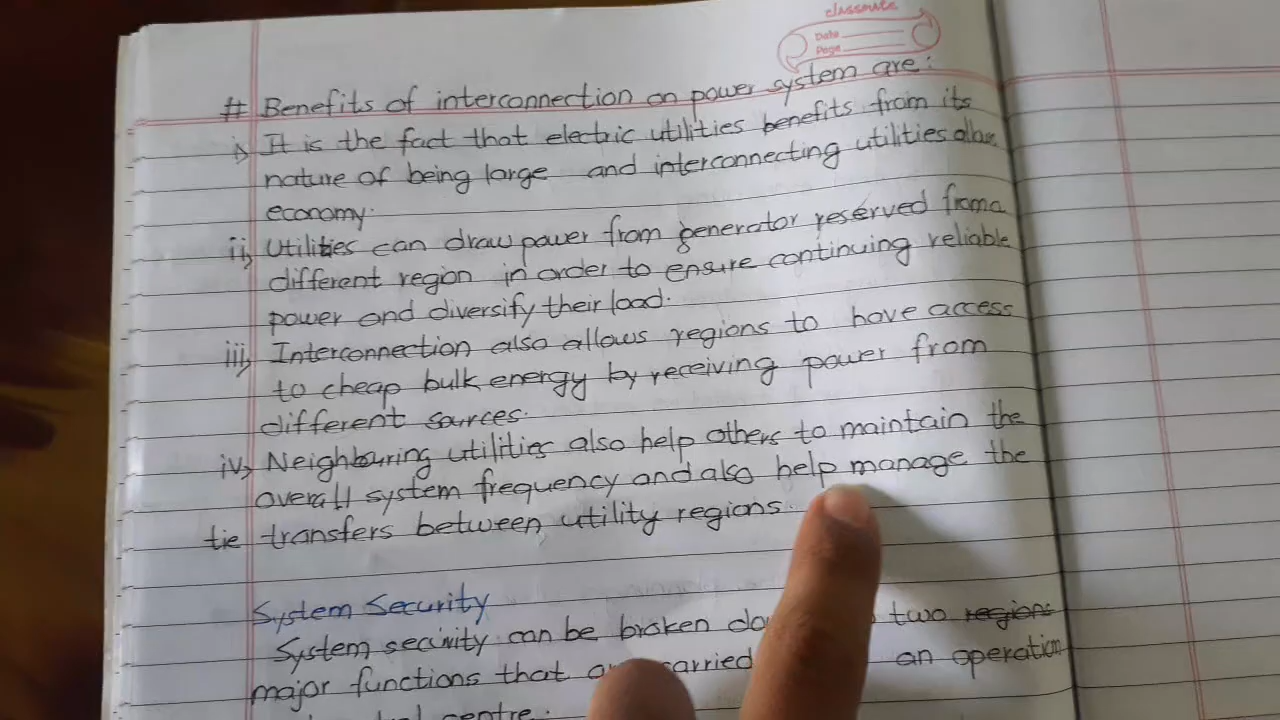 classmate
Date
Page
# Benefits of interconnection on power system are:
i) It is the fact that electric utilities benefits from its
nature of being large and interconnecting utilities
economy.
ii) Utilities can draw power from generator reserved from a
different region in order to ensure continuing reliable
power and diversify their load.
iii) Interconnection also allows regions to have access
to cheap bulk energy by receiving power from
different sources.
iv) Neighbouring utilities also help others to maintain the
overall system frequency and also help manage the
tie transfers between utility regions.
System Security
System security can be broken two regions
major functions that carried an operation
centre.